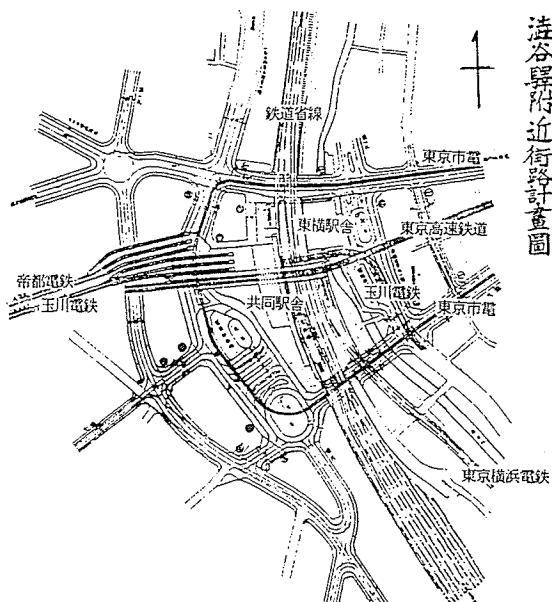 澁谷驛附近街路計畫圖
鉄道省線
東京市電
東横駅舎
東京高速鉄道
帝都電鉄
玉川電鉄
共同駅舎
玉川電鉄
東京市電
東京横浜電鉄